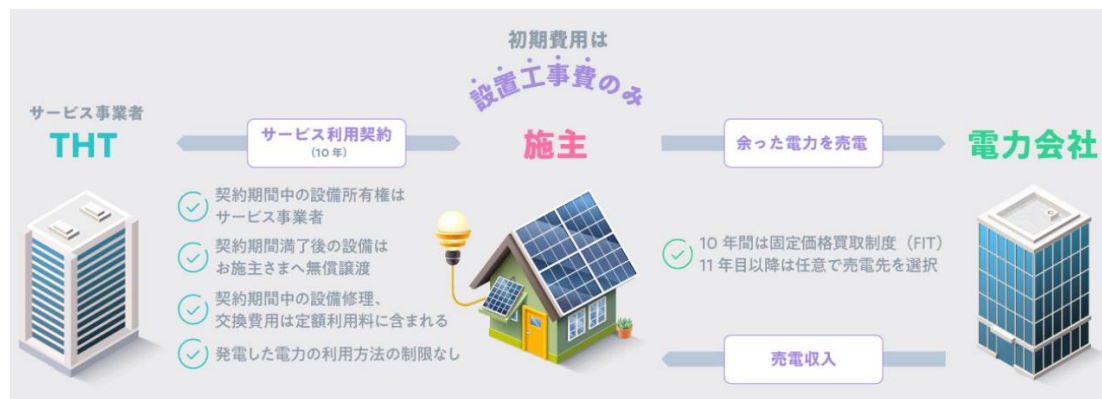 初期費用は
設置工事費のみ
サービス事業者
THT
サービス利用契約
(10年)
施主
余った電力を売電
電力会社
契約期間中の設備所有権は
サービス事業者
契約期間満了後の設備は
お施主さまへ無償譲渡
契約期間中の設備修理、
交換費用は定額利用料に含まれる
発電した電力の利用方法の制限なし
10年間は固定価格買取制度（FIT）
11年目以降は任意で売電先を選択
売電収入